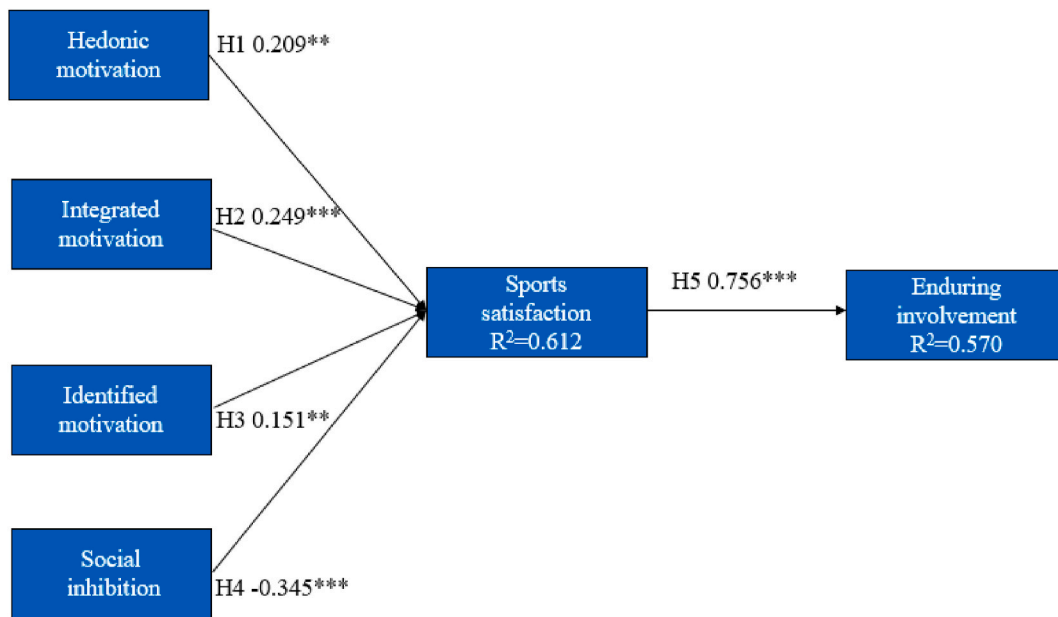 Hedonic
motivation
H1 0.209**
Integrated
motivation
H2 0.249***
Identified
motivation
H3 0.151**
Social
inhibition
H4 -0.345***
Sports
satisfaction
R²=0.612
H5 0.756***
Enduring
involvement
R²=0.570